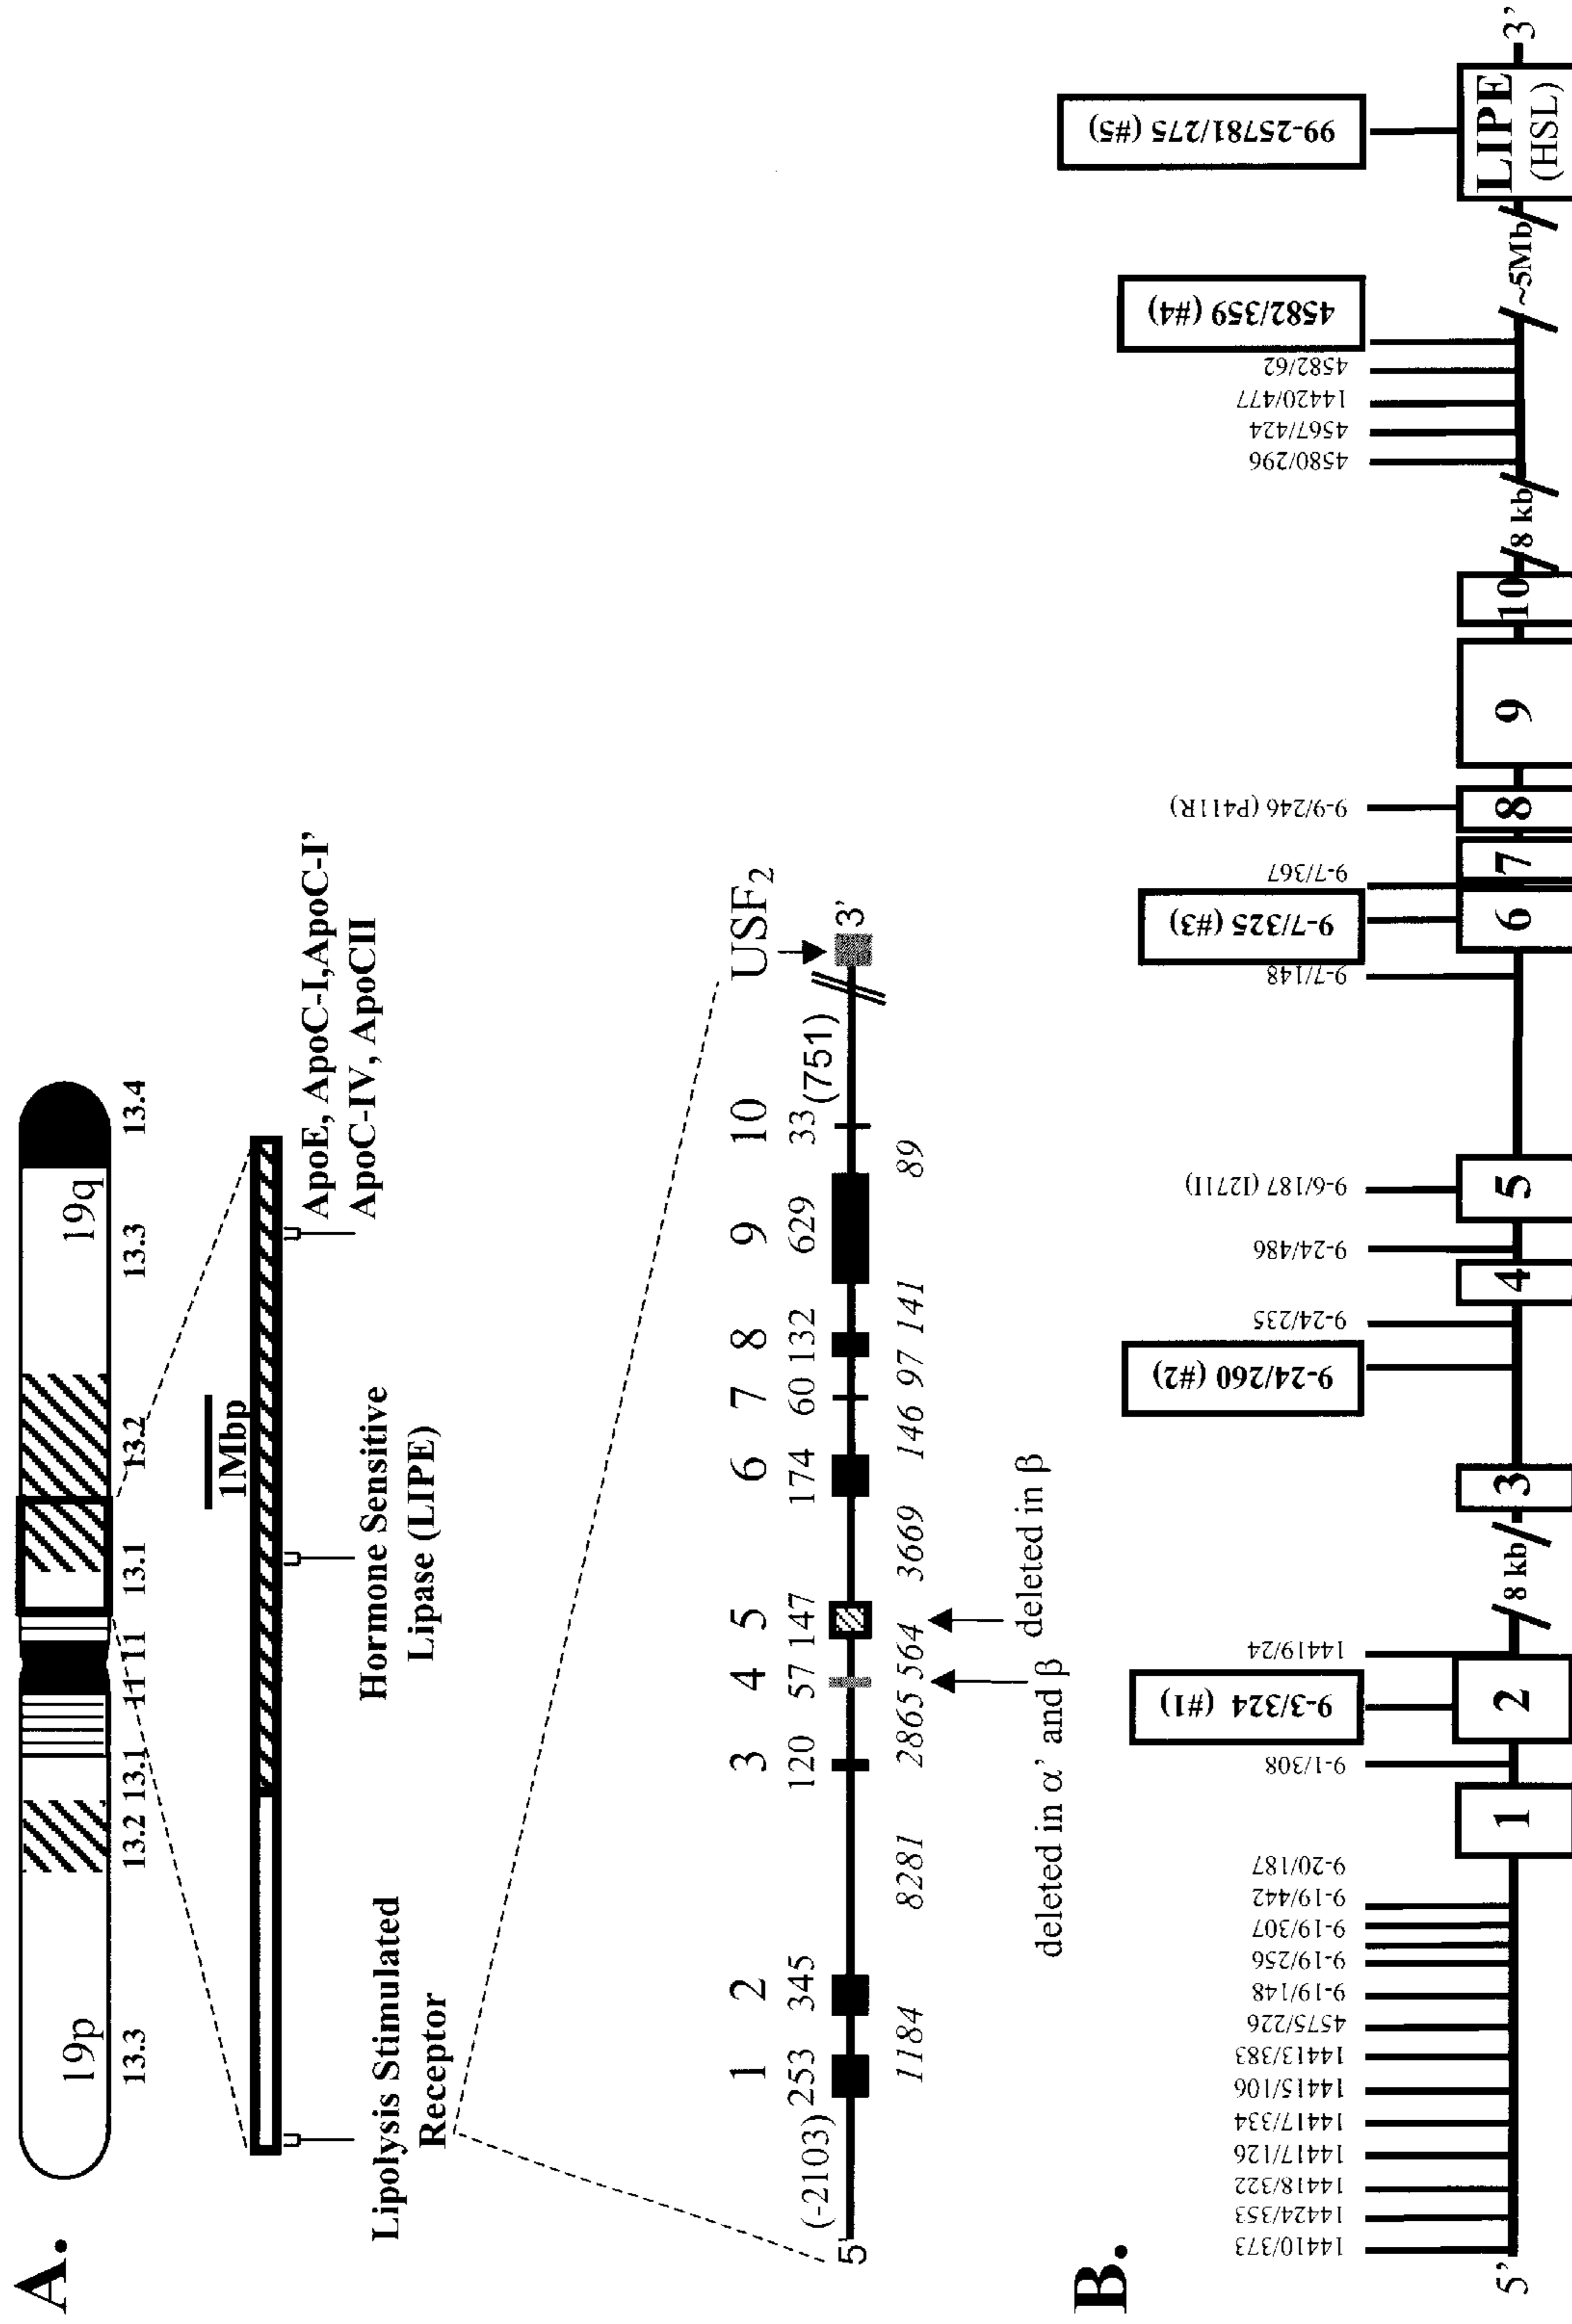 A.
19p
19q
13.3
13.2
13.1
11
11
13.1
13.2
13.3
13.4
1Mbp
Lipolysis Stimulated
Receptor
Hormone Sensitive
Lipase (LIPE)
ApoE, ApoC-I,ApoC-I’
ApoC-IV, ApoCII
USF2
1 2 3 4 5 6 7 8 9 10
(-2103) 253 345 120 57 147 174 60 132 629 33 (751)
5'
3'
1184 8281 2865 564 3669 146 97 141 89
deleted in α’ and β
deleted in β
B.
14410/373
14424/353
14418/322
14417/126
14417/334
14415/106
14413/383
4575/226
9-19/148
9-19/256
9-19/307
9-19/442
9-20/187
9-1/308
9-3/324 (#1)
14419/24
9-24/260 (#2)
9-24/235
9-24/486
9-6/187 (I271I)
9-7/148
9-7/325 (#3)
9-7/367
9-9/246 (P411R)
4580/296
4567/424
14420/477
4582/62
4582/359 (#4)
99-25781/275 (#5)
5’
1
2
8 kb
3
4
5
6
7
8
9
10
8 kb
~5Mb
LIPE
(HSL)
3’